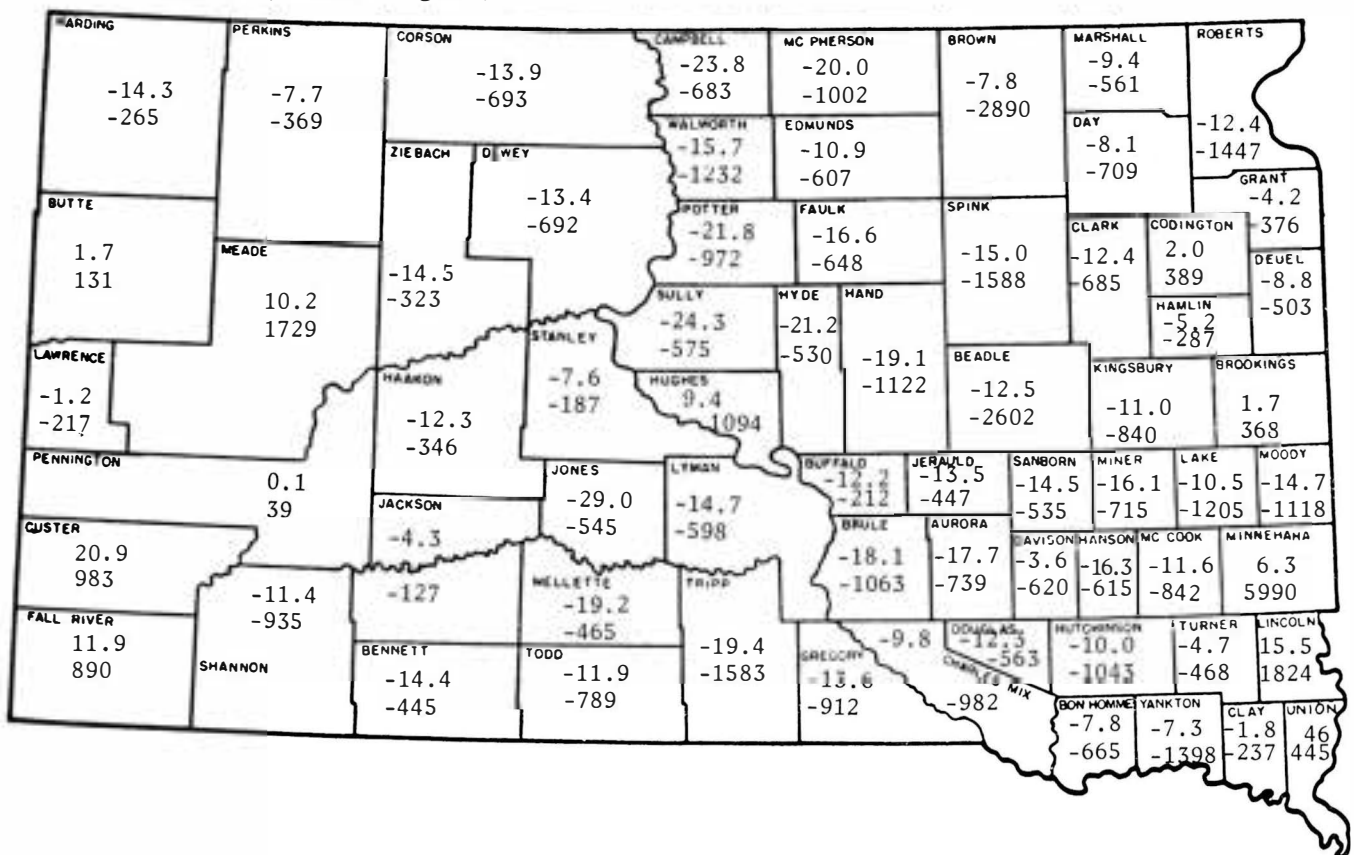 ARDING
-14.3
-265
PERKINS
-7.7
-369
CORSON
-13.9
-693
CAMPBELL
-23.8
-683
MC PHERSON
-20.0
-1002
BROWN
-7.8
-2890
MARSHALL
-9.4
-561
ROBERTS
-12.4
-1447
WALWORTH
-15.7
-1232
EDMUNDS
-10.9
-607
DAY
-8.1
-709
ZIEBACH
-14.5
-323
D WEY
-13.4
-692
GRANT
-4.2
-376
BUTTE
1.7
131
MEADE
10.2
1729
POTTER
-21.8
-972
FAULK
-16.6
-648
SPINK
-15.0
-1588
CLARK
-12.4
-685
CODINGTON
2.0
389
DEUEL
-8.8
-503
SULLY
-24.3
-575
HYDE
-21.2
-530
HAND
-19.1
-1122
HAMLIN
-5.2
-287
LAWRENCE
-1.2
-217
HAAKON
-12.3
-346
STANLEY
-7.6
-187
HUGHES
9.4
1094
BEADLE
-12.5
-2602
KINGSBURY
-11.0
-840
BROOKINGS
1.7
368
PENNINGTON
0.1
39
JACKSON
-4.3
-127
JONES
-29.0
-545
LYMAN
-14.7
-598
BUFFALO
-12.2
-212
JERAULD
-13.5
-447
SANBORN
-14.5
-535
MINER
-16.1
-715
LAKE
-10.5
-1205
MOODY
-14.7
-1118
CUSTER
20.9
983
BRULE
-18.1
-1063
AURORA
-17.7
-739
DAVISON
-3.6
-620
HANSON
-16.3
-615
MC COOK
-11.6
-842
MINNEHAHA
6.3
5990
FALL RIVER
11.9
890
-11.4
-935
SHANNON
MELLETTE
-19.2
-465
TRIPP
-19.4
-1583
BENNETT
-14.4
-445
TODD
-11.9
-789
GREGORY
-13.6
-912
-9.8
CHARLES MIX
-982
DOUGLAS
-12.3
-563
HUTCHINSON
-10.0
-1043
TURNER
-4.7
-468
LINCOLN
15.5
1824
BON HOMME
-7.8
-665
YANKTON
-7.3
-1398
CLAY
-1.8
-237
UNION
46
445